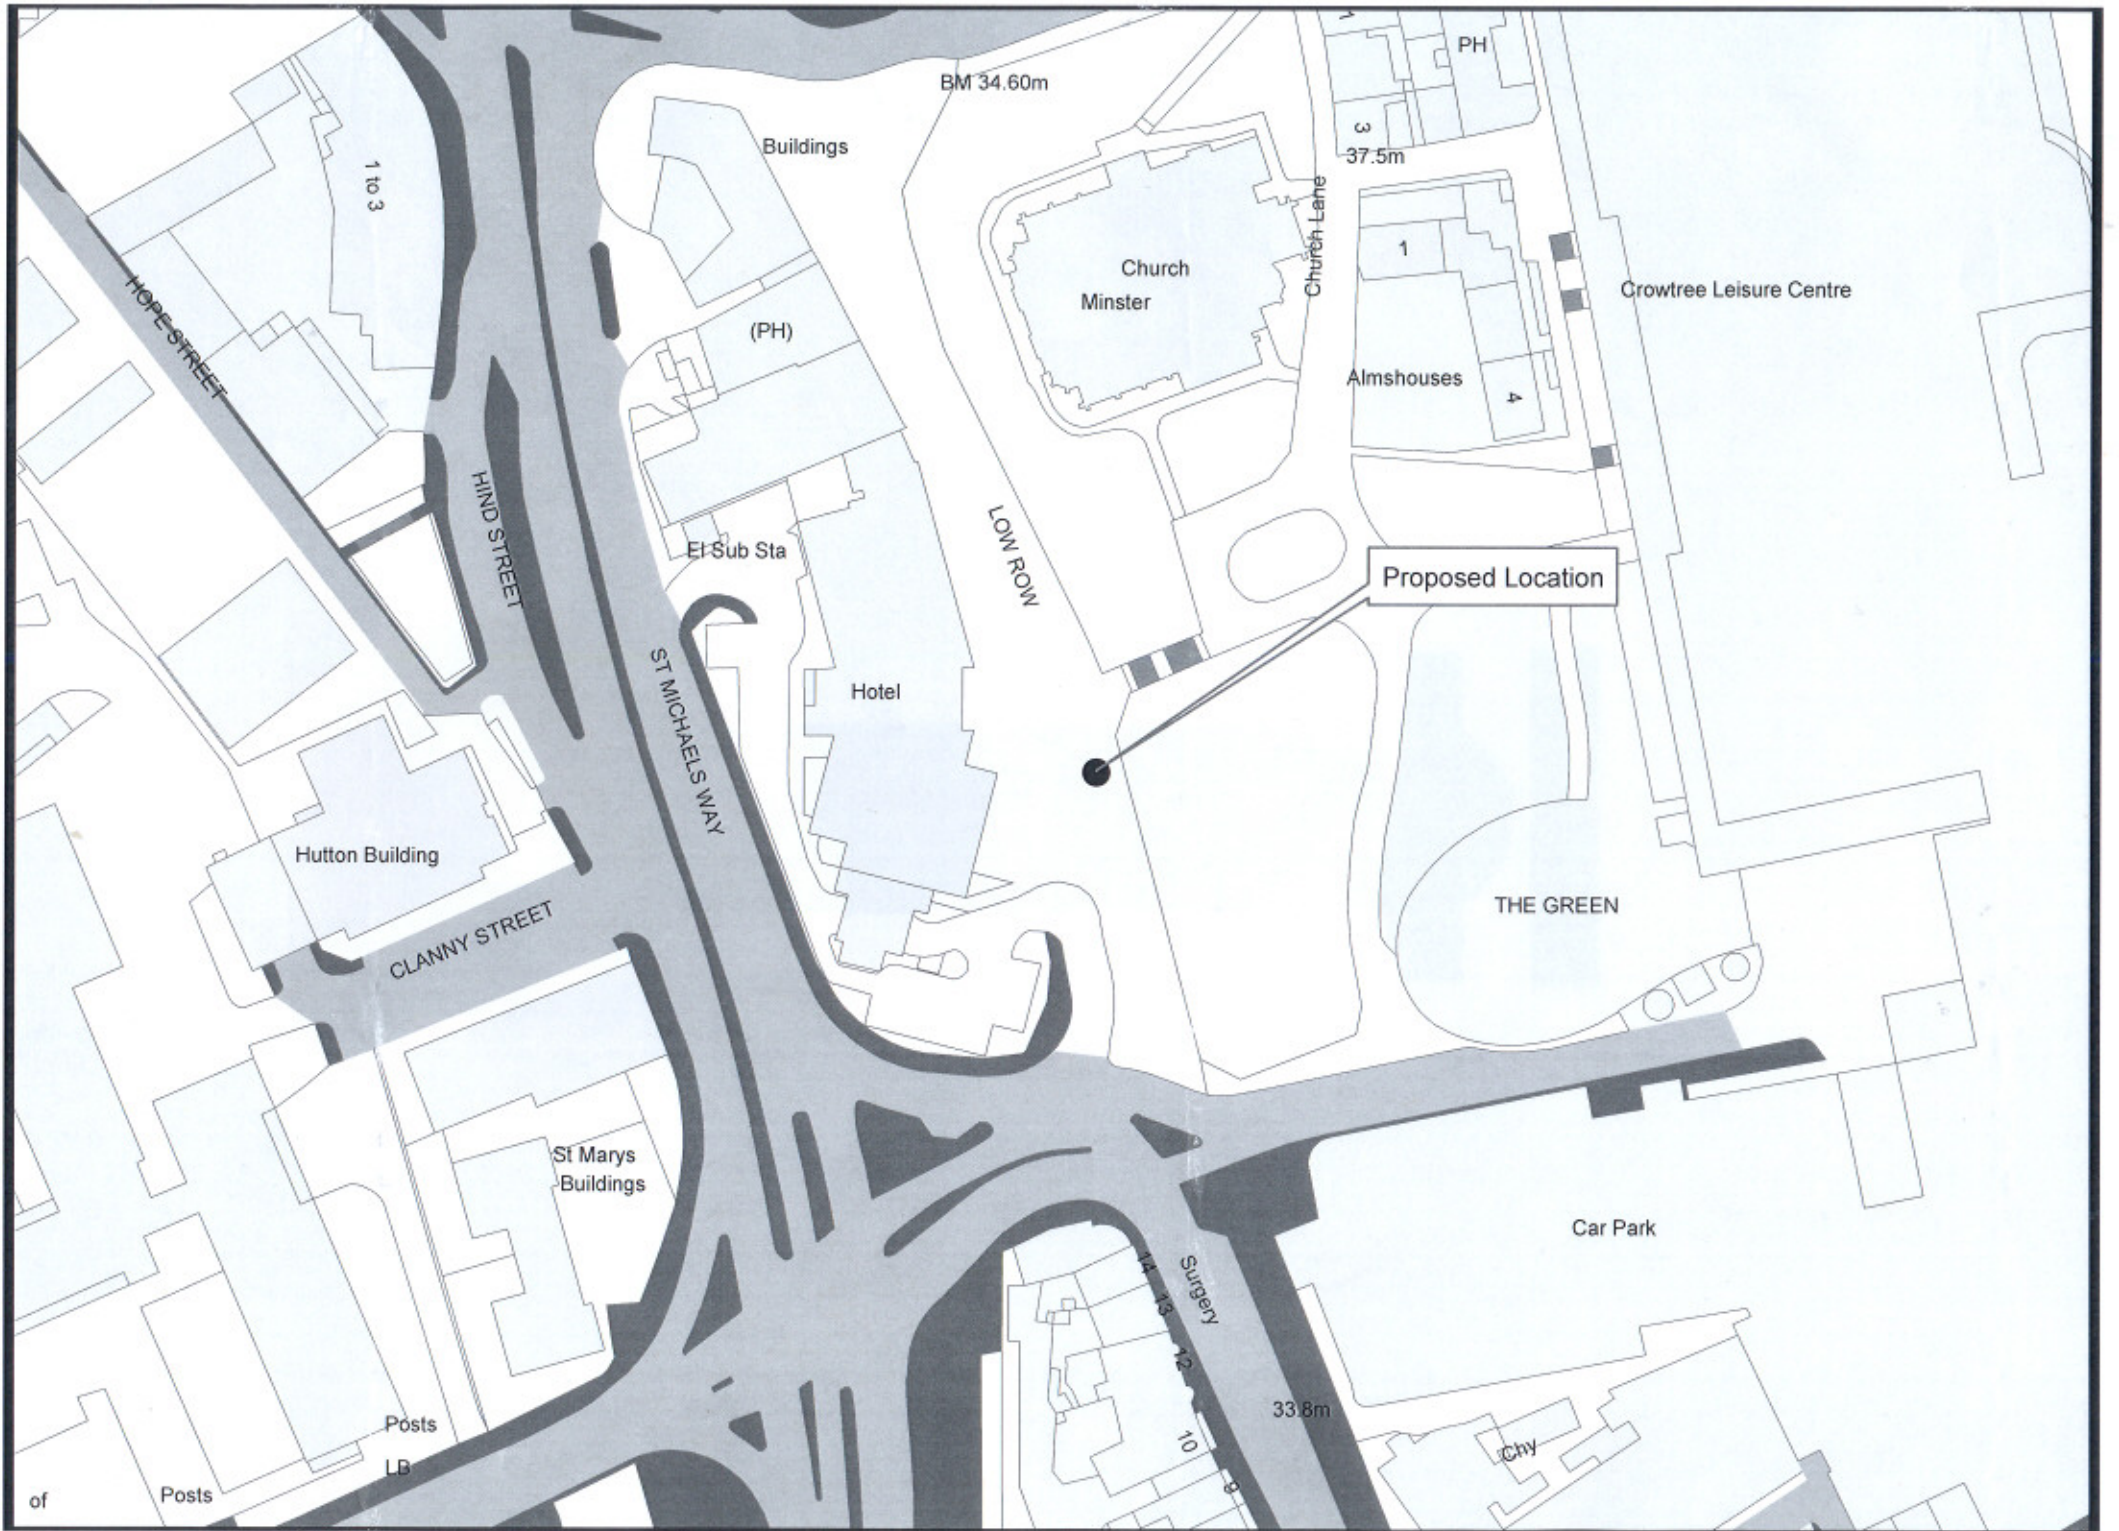 1
PH
BM 34.60m
3
Buildings
37.5m
1 to 3
Church Lane
1
Church
Minster
Crowtree Leisure Centre
HOPE STREET
(PH)
Almshouses
4
HIND STREET
El Sub Sta
LOW ROW
Proposed Location
ST MICHAELS WAY
Hotel
Hutton Building
THE GREEN
CLANNY STREET
St Marys
Buildings
Car Park
14
Surgery
13
12
33.8m
Posts
10
Chy
LB
9
Posts
of